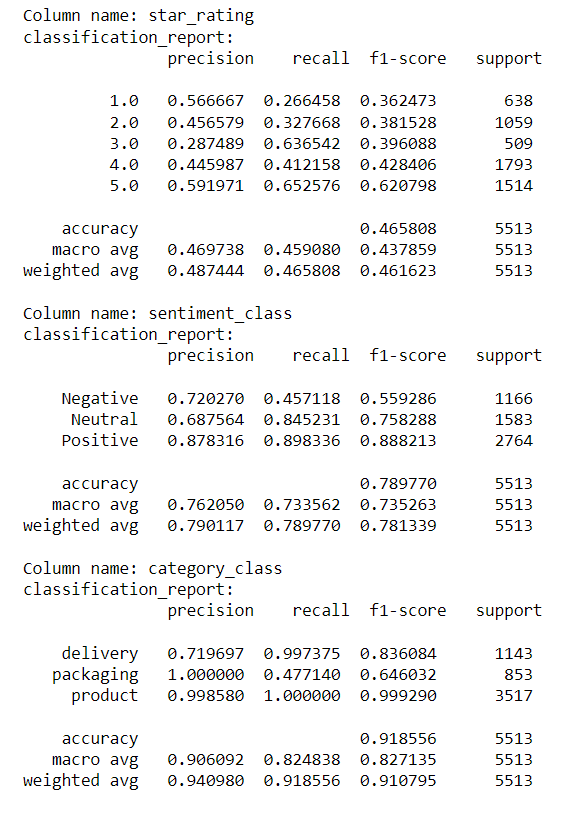 Column name: star_rating
classification_report:
precision recall f1-score support
1.0 0.566667 0.266458 0.362473 638
2.0 0.456579 0.327668 0.381528 1059
3.0 0.287489 0.636542 0.396088 509
4.0 0.445987 0.412158 0.428406 1793
5.0 0.591971 0.652576 0.620798 1514
accuracy 0.465808 5513
macro avg 0.469738 0.459080 0.437859 5513
weighted avg 0.487444 0.465808 0.461623 5513
Column name: sentiment_class
classification_report:
precision recall f1-score support
Negative 0.720270 0.457118 0.559286 1166
Neutral 0.687564 0.845231 0.758288 1583
Positive 0.878316 0.898336 0.888213 2764
accuracy 0.789770 5513
macro avg 0.762050 0.733562 0.735263 5513
weighted avg 0.790117 0.789770 0.781339 5513
Column name: category_class
classification_report:
precision recall f1-score support
delivery 0.719697 0.997375 0.836084 1143
packaging 1.000000 0.477140 0.646032 853
product 0.998580 1.000000 0.999290 3517
accuracy 0.918556 5513
macro avg 0.906092 0.824838 0.827135 5513
weighted avg 0.940980 0.918556 0.910795 5513